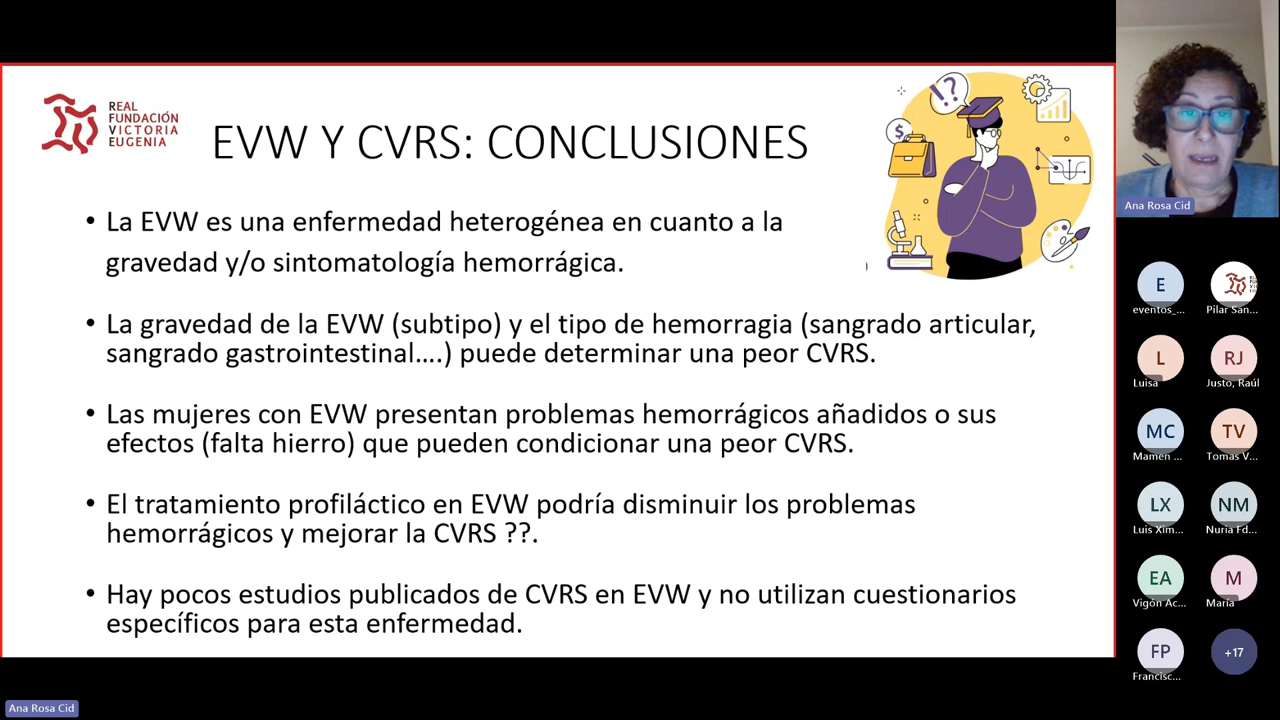 REAL
FUNDACIÓN
VICTORIA
EUGENIA
EVW Y CVRS: CONCLUSIONES
!?
$
• La EVW es una enfermedad heterogénea en cuanto a la
gravedad y/o sintomatología hemorrágica.
• La gravedad de la EVW (subtipo) y el tipo de hemorragia (sangrado articular,
sangrado gastrointestinal....) puede determinar una peor CVRS.
• Las mujeres con EVW presentan problemas hemorrágicos añadidos o sus
efectos (falta hierro) que pueden condicionar una peor CVRS.
• El tratamiento profiláctico en EVW podría disminuir los problemas
hemorrágicos y mejorar la CVRS ??.
• Hay pocos estudios publicados de CVRS en EVW y no utilizan cuestionarios
específicos para esta enfermedad.
Ana Rosa Cid
E
eventos_...
Pilar San...
L
Luisa
RJ
Justo, Raúl
MC
Mamen ...
TV
Tomas V...
LX
Luis Xim...
NM
Nuria Fd...
EA
Vigón Ac...
M
María
FP
Francisc...
+17
Ana Rosa Cid